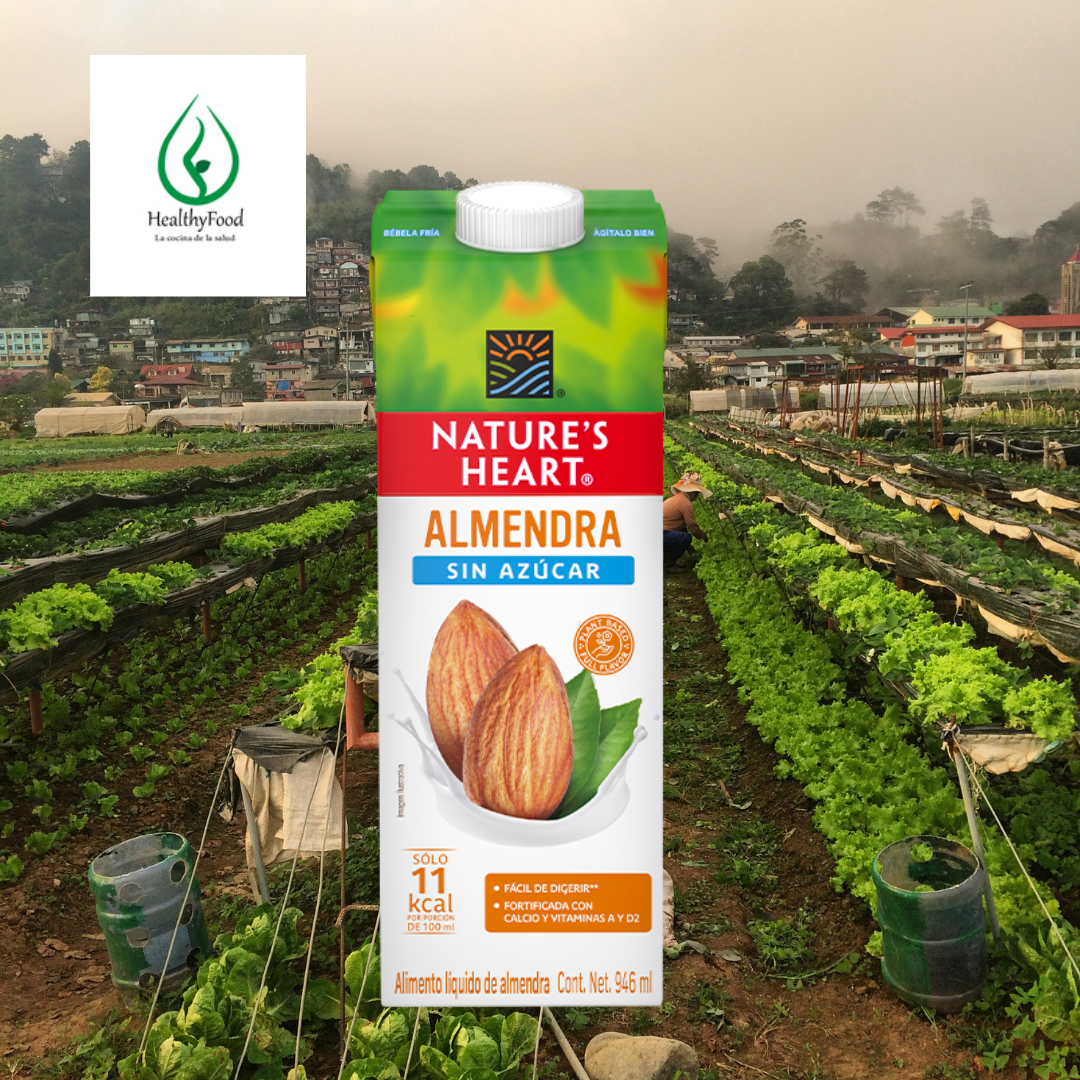 HealthyFood
La cocina de la salud
BÉBELA FRÍA
AGÍTALO BIEN
NATURE'S
HEART®
ALMENDRA
SIN AZÚCAR
PLANT BASED
FULL FLAVOR
Imagen Ilustrativa
SÓLO
11
kcal
POR PORCIÓN
DE 100 ml
• FÁCIL DE DIGERIR**
• FORTIFICADA CON
CALCIO Y VITAMINAS A Y D2
Alimento líquido de almendra Cont. Net. 946 ml